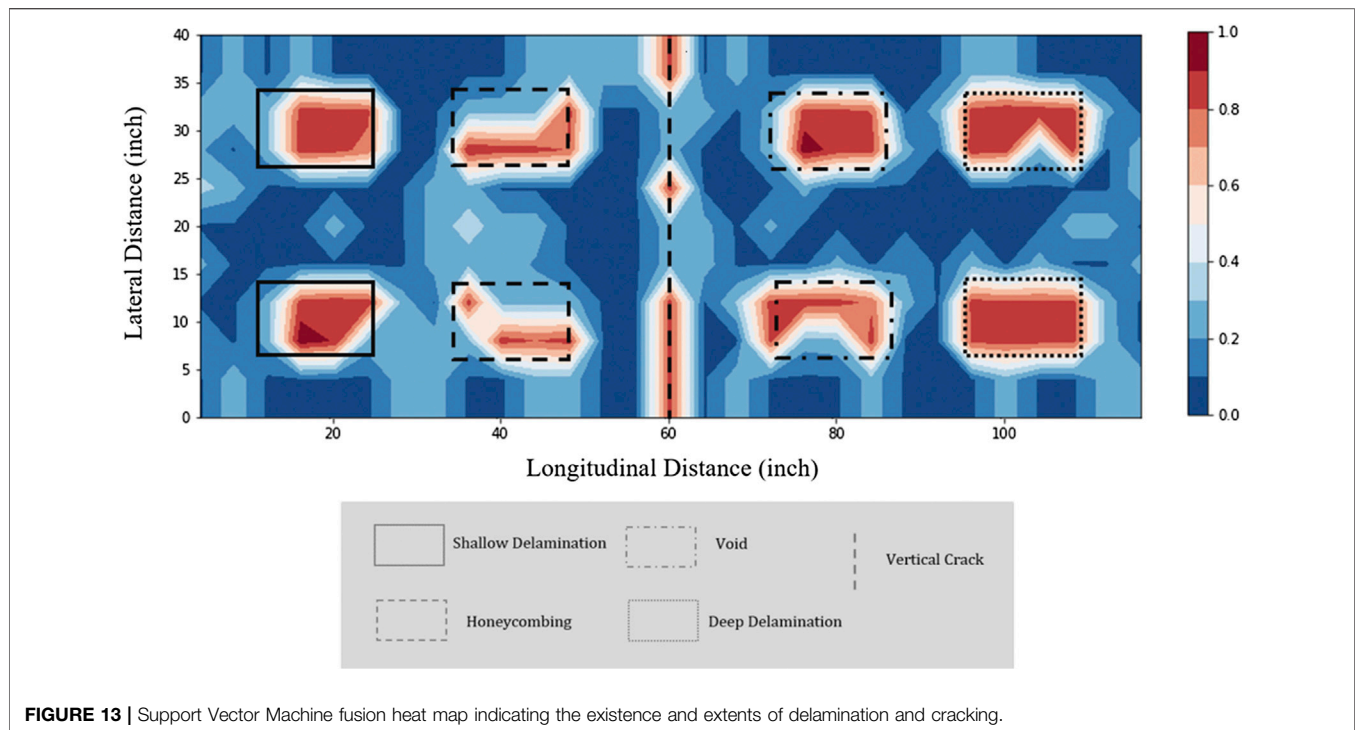 40
35
30
25
20
15
10
5
0
Lateral Distance (inch)
20 40 60 80 100
Longitudinal Distance (inch)
1.0
0.8
0.6
0.4
0.2
0.0
Shallow Delamination
Void
Vertical Crack
Honeycombing
Deep Delamination
FIGURE 13 | Support Vector Machine fusion heat map indicating the existence and extents of delamination and cracking.